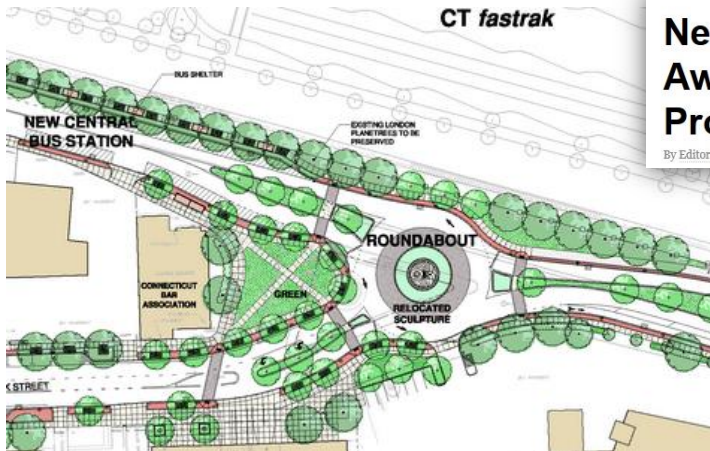 CT fastrak
Ne
Aw
Pro
By Editor
BUS SHELTER
NEW CENTRAL
BUS STATION
EXISTING LONDON
PLANETREES TO BE
PRESERVED
ROUNDABOUT
CONNECTICUT
BAR
ASSOCIATION
GREEN
RELOCATED
SCULPTURE
X STREET